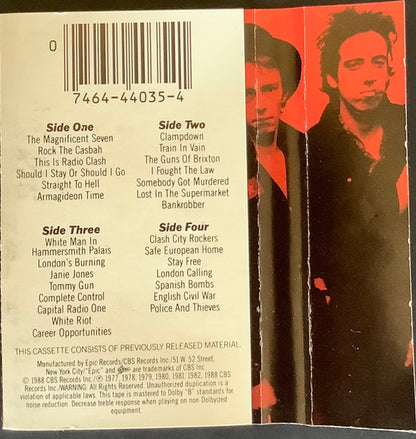 0
7464-44035-4
Side One
The Magnificent Seven
Rock The Casbah
This Is Radio Clash
Should I Stay Or Should I Go
Straight To Hell
Armagideon Time
Side Two
Clampdown
Train In Vain
The Guns Of Brixton
I Fought The Law
Somebody Got Murdered
Lost In The Supermarket
Bankrobber
Side Three
White Man In
Hammersmith Palais
London's Burning
Janie Jones
Tommy Gun
Complete Control
Capital Radio One
White Riot
Career Opportunities
Side Four
Clash City Rockers
Safe European Home
Stay Free
London Calling
Spanish Bombs
English Civil War
Police And Thieves
THIS CASSETTE CONSISTS OF PREVIOUSLY RELEASED MATERIAL.
Manufactured by Epic Records/CBS Records Inc./51 W. 52 Street,
New York City/"Epic" and are trademarks of CBS Inc.
© 1988 CBS Records Inc./Ⓟ 1977, 1978, 1979, 1980, 1981, 1982, 1988 CBS
Records Inc./WARNING: All Rights Reserved. Unauthorized duplication is a
violation of applicable laws. This tape is mastered to Dolby "B" standards for
noise reduction. Decrease treble response when playing on non Dolbyized
equipment.